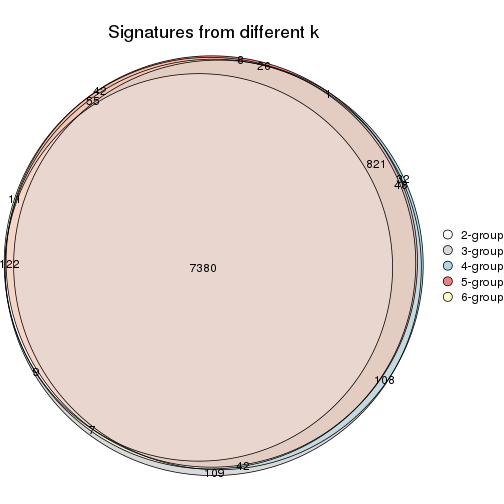 Signatures from different k
8
26
42
55
1
821
32
48
11
2-group
3-group
4-group
5-group
6-group
122
7380
9
108
7
42
109